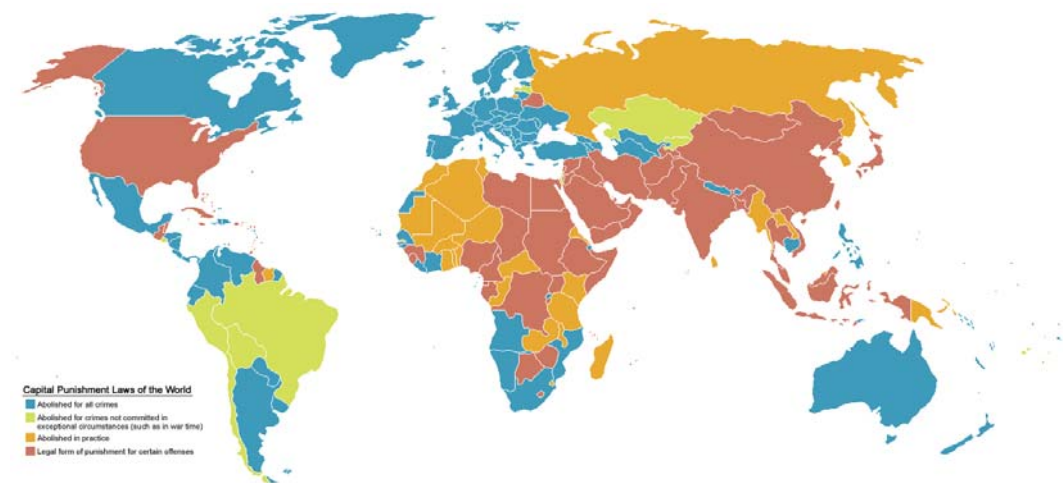 Capital Punishment Laws of the World
Abolished for all crimes
Abolished for crimes not committed in
exceptional circumstances (such as in war time)
Abolished in practice
Legal form of punishment for certain offenses